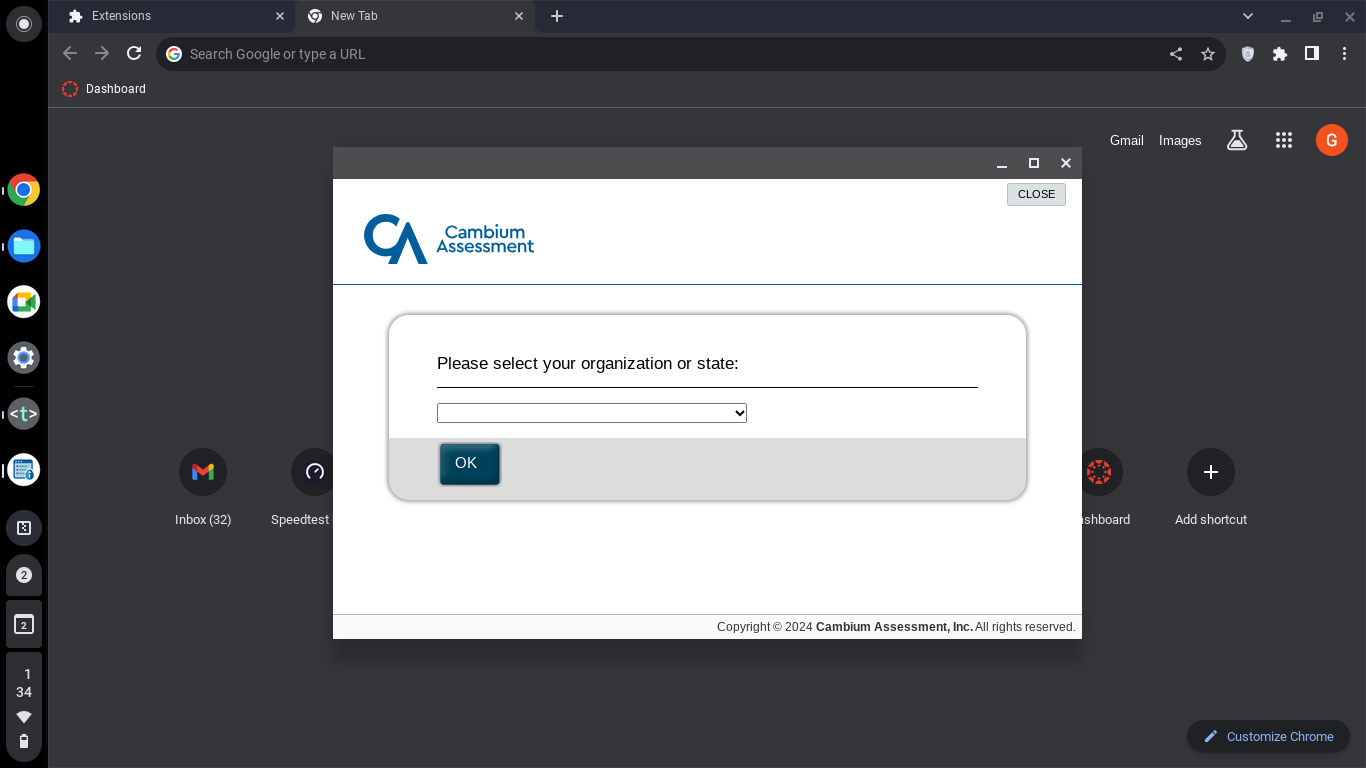 Extensions
New Tab
Search Google or type a URL
Dashboard
Gmail Images
G
CLOSE
CA Cambium
Assessment
Please select your organization or state:
OK
Inbox (32)
Speedtest
ashboard
Add shortcut
Copyright © 2024 Cambium Assessment, Inc. All rights reserved.
Customize Chrome
<t>
2
2
1
34